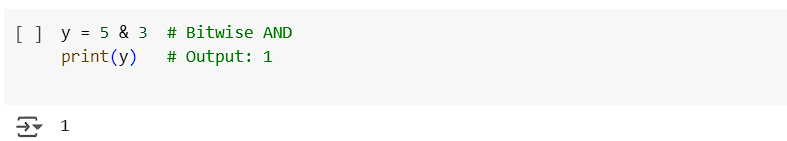 [ ] y = 5 & 3  # Bitwise AND
print(y)   # Output: 1
1